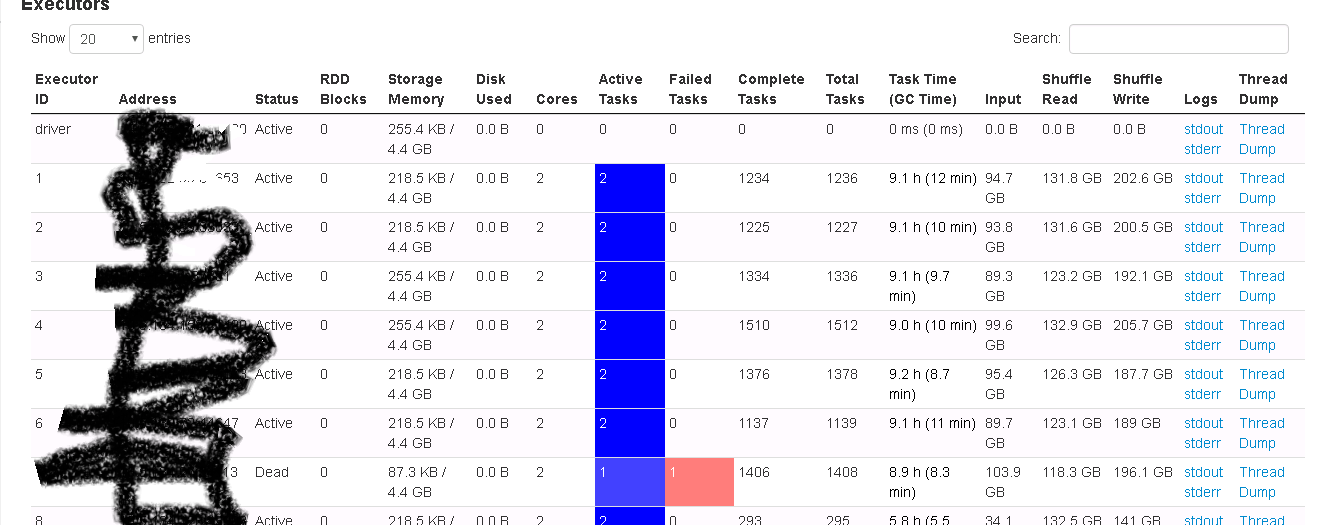 Executors
Show 20 entries Search:
Executor ID Address Status RDD Blocks Storage Memory Disk Used Cores Active Tasks Failed Tasks Complete Tasks Total Tasks Task Time (GC Time) Input Shuffle Read Shuffle Write Logs Thread Dump
driver Active 0 255.4 KB / 0.0 B 0 0 0 0 0 0 ms (0 ms) 0.0 B 0.0 B 0.0 B stdout Thread
4.4 GB stderr Dump
1 653 Active 0 218.5 KB / 0.0 B 2 2 0 1234 1236 9.1 h (12 min) 94.7 131.8 GB 202.6 GB stdout Thread
4.4 GB GB stderr Dump
2 Active 0 218.5 KB / 0.0 B 2 2 0 1225 1227 9.1 h (10 min) 93.8 131.6 GB 200.5 GB stdout Thread
4.4 GB GB stderr Dump
3 Active 0 255.4 KB / 0.0 B 2 2 0 1334 1336 9.1 h (9.7 89.3 123.2 GB 192.1 GB stdout Thread
4.4 GB min) GB stderr Dump
4 Active 0 255.4 KB / 0.0 B 2 2 0 1510 1512 9.0 h (10 min) 99.6 132.9 GB 205.7 GB stdout Thread
4.4 GB GB stderr Dump
5 Active 0 218.5 KB / 0.0 B 2 2 0 1376 1378 9.2 h (8.7 95.4 126.3 GB 187.7 GB stdout Thread
4.4 GB min) GB stderr Dump
6 47 Active 0 218.5 KB / 0.0 B 2 2 0 1137 1139 9.1 h (11 min) 89.7 123.1 GB 189 GB stdout Thread
4.4 GB GB stderr Dump
13 Dead 0 87.3 KB / 0.0 B 2 1 1 1406 1408 8.9 h (8.3 103.9 118.3 GB 196.1 GB stdout Thread
4.4 GB min) GB stderr Dump
8 Active 0 218.5 KB / 0.0 B 2 2 0 293 295 5.8 h (5.5 34.1 132.5 GB 141 GB stdout Thread